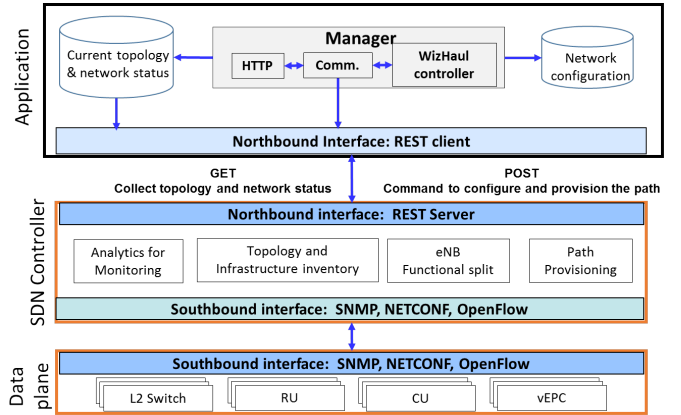 Application
Current topology
& network status
Manager
HTTP
Comm.
WizHaul
controller
Network
configuration
Northbound Interface: REST client
GET
Collect topology and network status
POST
Command to configure and provision the path
SDN Controller
Northbound interface: REST Server
Analytics for
Monitoring
Topology and
Infrastructure inventory
eNB
Functional split
Path
Provisioning
Southbound interface: SNMP, NETCONF, OpenFlow
Data
plane
Southbound interface: SNMP, NETCONF, OpenFlow
L2 Switch
RU
CU
vEPC